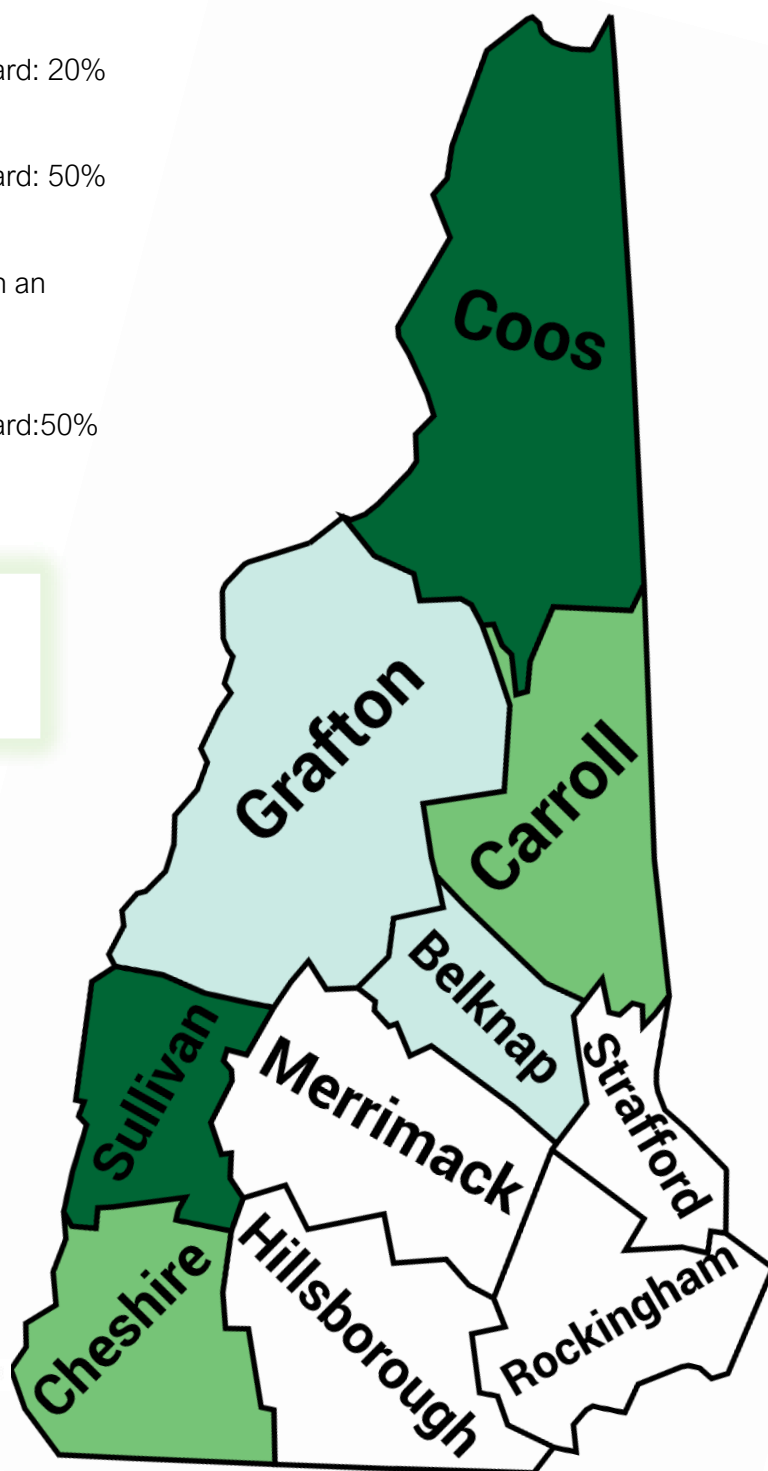 ard: 20%
ard: 50%
n an
ard:50%
Coos
Grafton
Carroll
Belknap
Sullivan
Merrimack
Strafford
Cheshire
Hillsborough
Rockingham